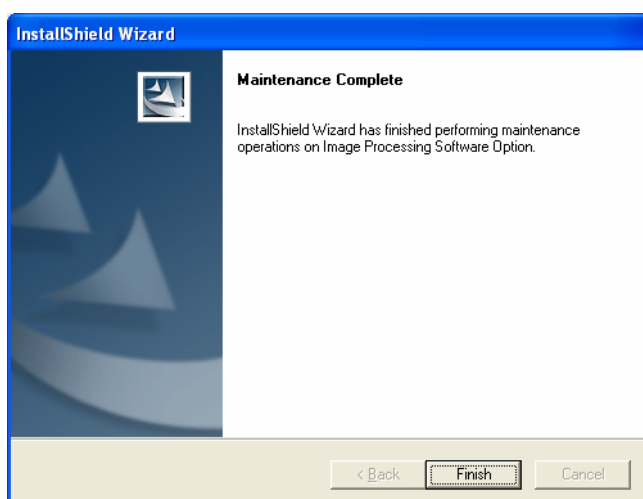 InstallShield Wizard
Maintenance Complete
InstallShield Wizard has finished performing maintenance
operations on Image Processing Software Option.
< Back
Finish
Cancel